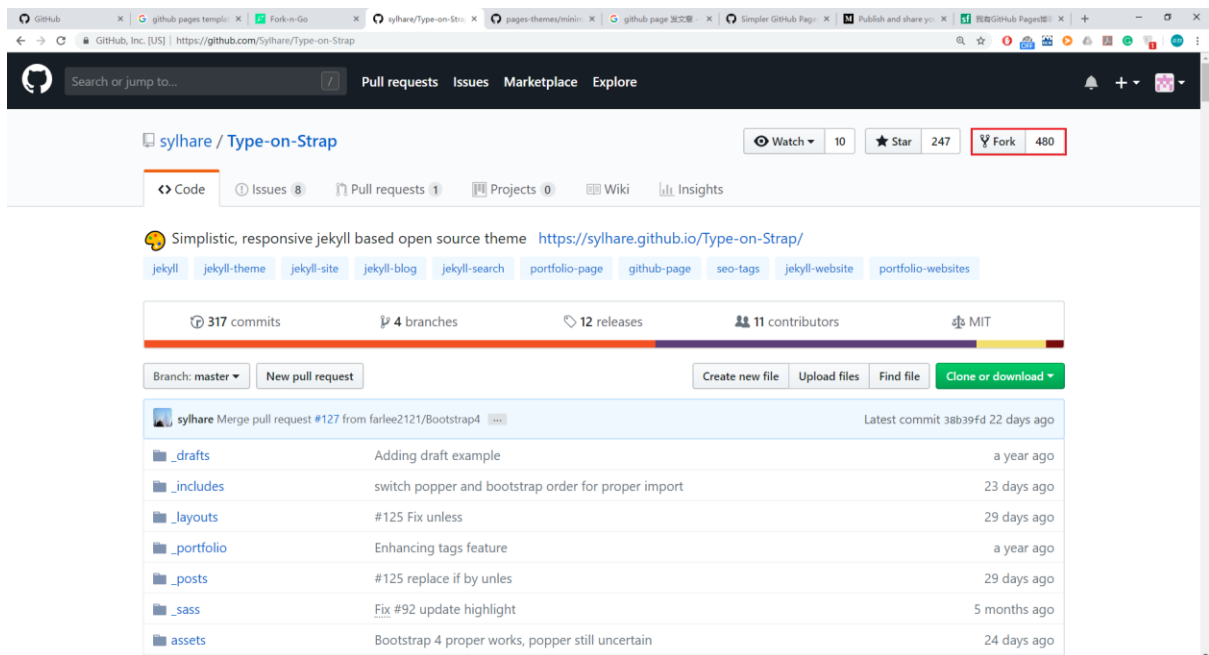 GitHub
github pages templat
Fork-n-Go
sylhare/Type-on-Stra
pages-themes/minim
github page 发文章 -
Simpler GitHub Page
Publish and share yo
我有GitHub Pages
GitHub, Inc. [US] | https://github.com/Sylhare/Type-on-Strap
OFF
Search or jump to... /
Pull requests Issues Marketplace Explore
sylhare / Type-on-Strap
Watch 10 Star 247 Fork 480
Code Issues 8 Pull requests 1 Projects 0 Wiki Insights
Simplistic, responsive jekyll based open source theme https://sylhare.github.io/Type-on-Strap/
jekyll jekyll-theme jekyll-site jekyll-blog jekyll-search portfolio-page github-page seo-tags jekyll-website portfolio-websites
317 commits 4 branches 12 releases 11 contributors MIT
Branch: master New pull request Create new file Upload files Find file Clone or download
sylhare Merge pull request #127 from farlee2121/Bootstrap4 ... Latest commit 38b39fd 22 days ago
_drafts Adding draft example a year ago
_includes switch popper and bootstrap order for proper import 23 days ago
_layouts #125 Fix unless 29 days ago
_portfolio Enhancing tags feature a year ago
_posts #125 replace if by unles 29 days ago
_sass Fix #92 update highlight 5 months ago
assets Bootstrap 4 proper works, popper still uncertain 24 days ago